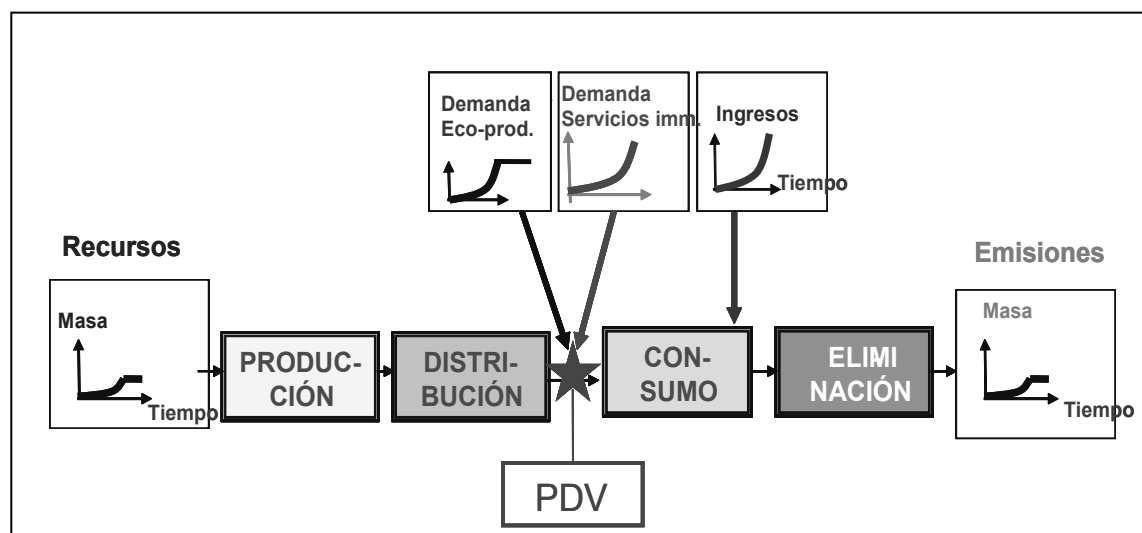 Demanda
Eco-prod.
Demanda
Servicios imm.
Ingresos
Tiempo
Recursos
Emisiones
Masa
Tiempo
PRODUC-
CIÓN
DISTRI-
BUCIÓN
CON-
SUMO
ELIMI
NACIÓN
Masa
Tiempo
PDV